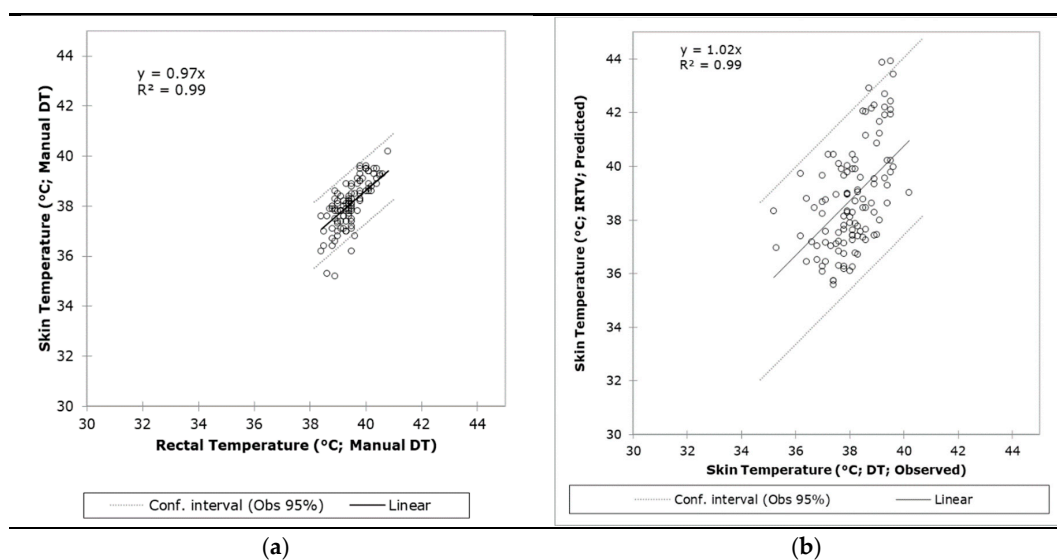 y = 0.97x
R² = 0.99
44
42
40
38
36
34
32
30
30 32 34 36 38 40 42 44
Skin Temperature (°C; Manual DT)
Rectal Temperature (°C; Manual DT)
Conf. interval (Obs 95%) Linear
(a)
y = 1.02x
R² = 0.99
44
42
40
38
36
34
32
30
30 32 34 36 38 40 42 44
Skin Temperature (°C; IRTV; Predicted)
Skin Temperature (°C; DT; Observed)
Conf. interval (Obs 95%) Linear
(b)